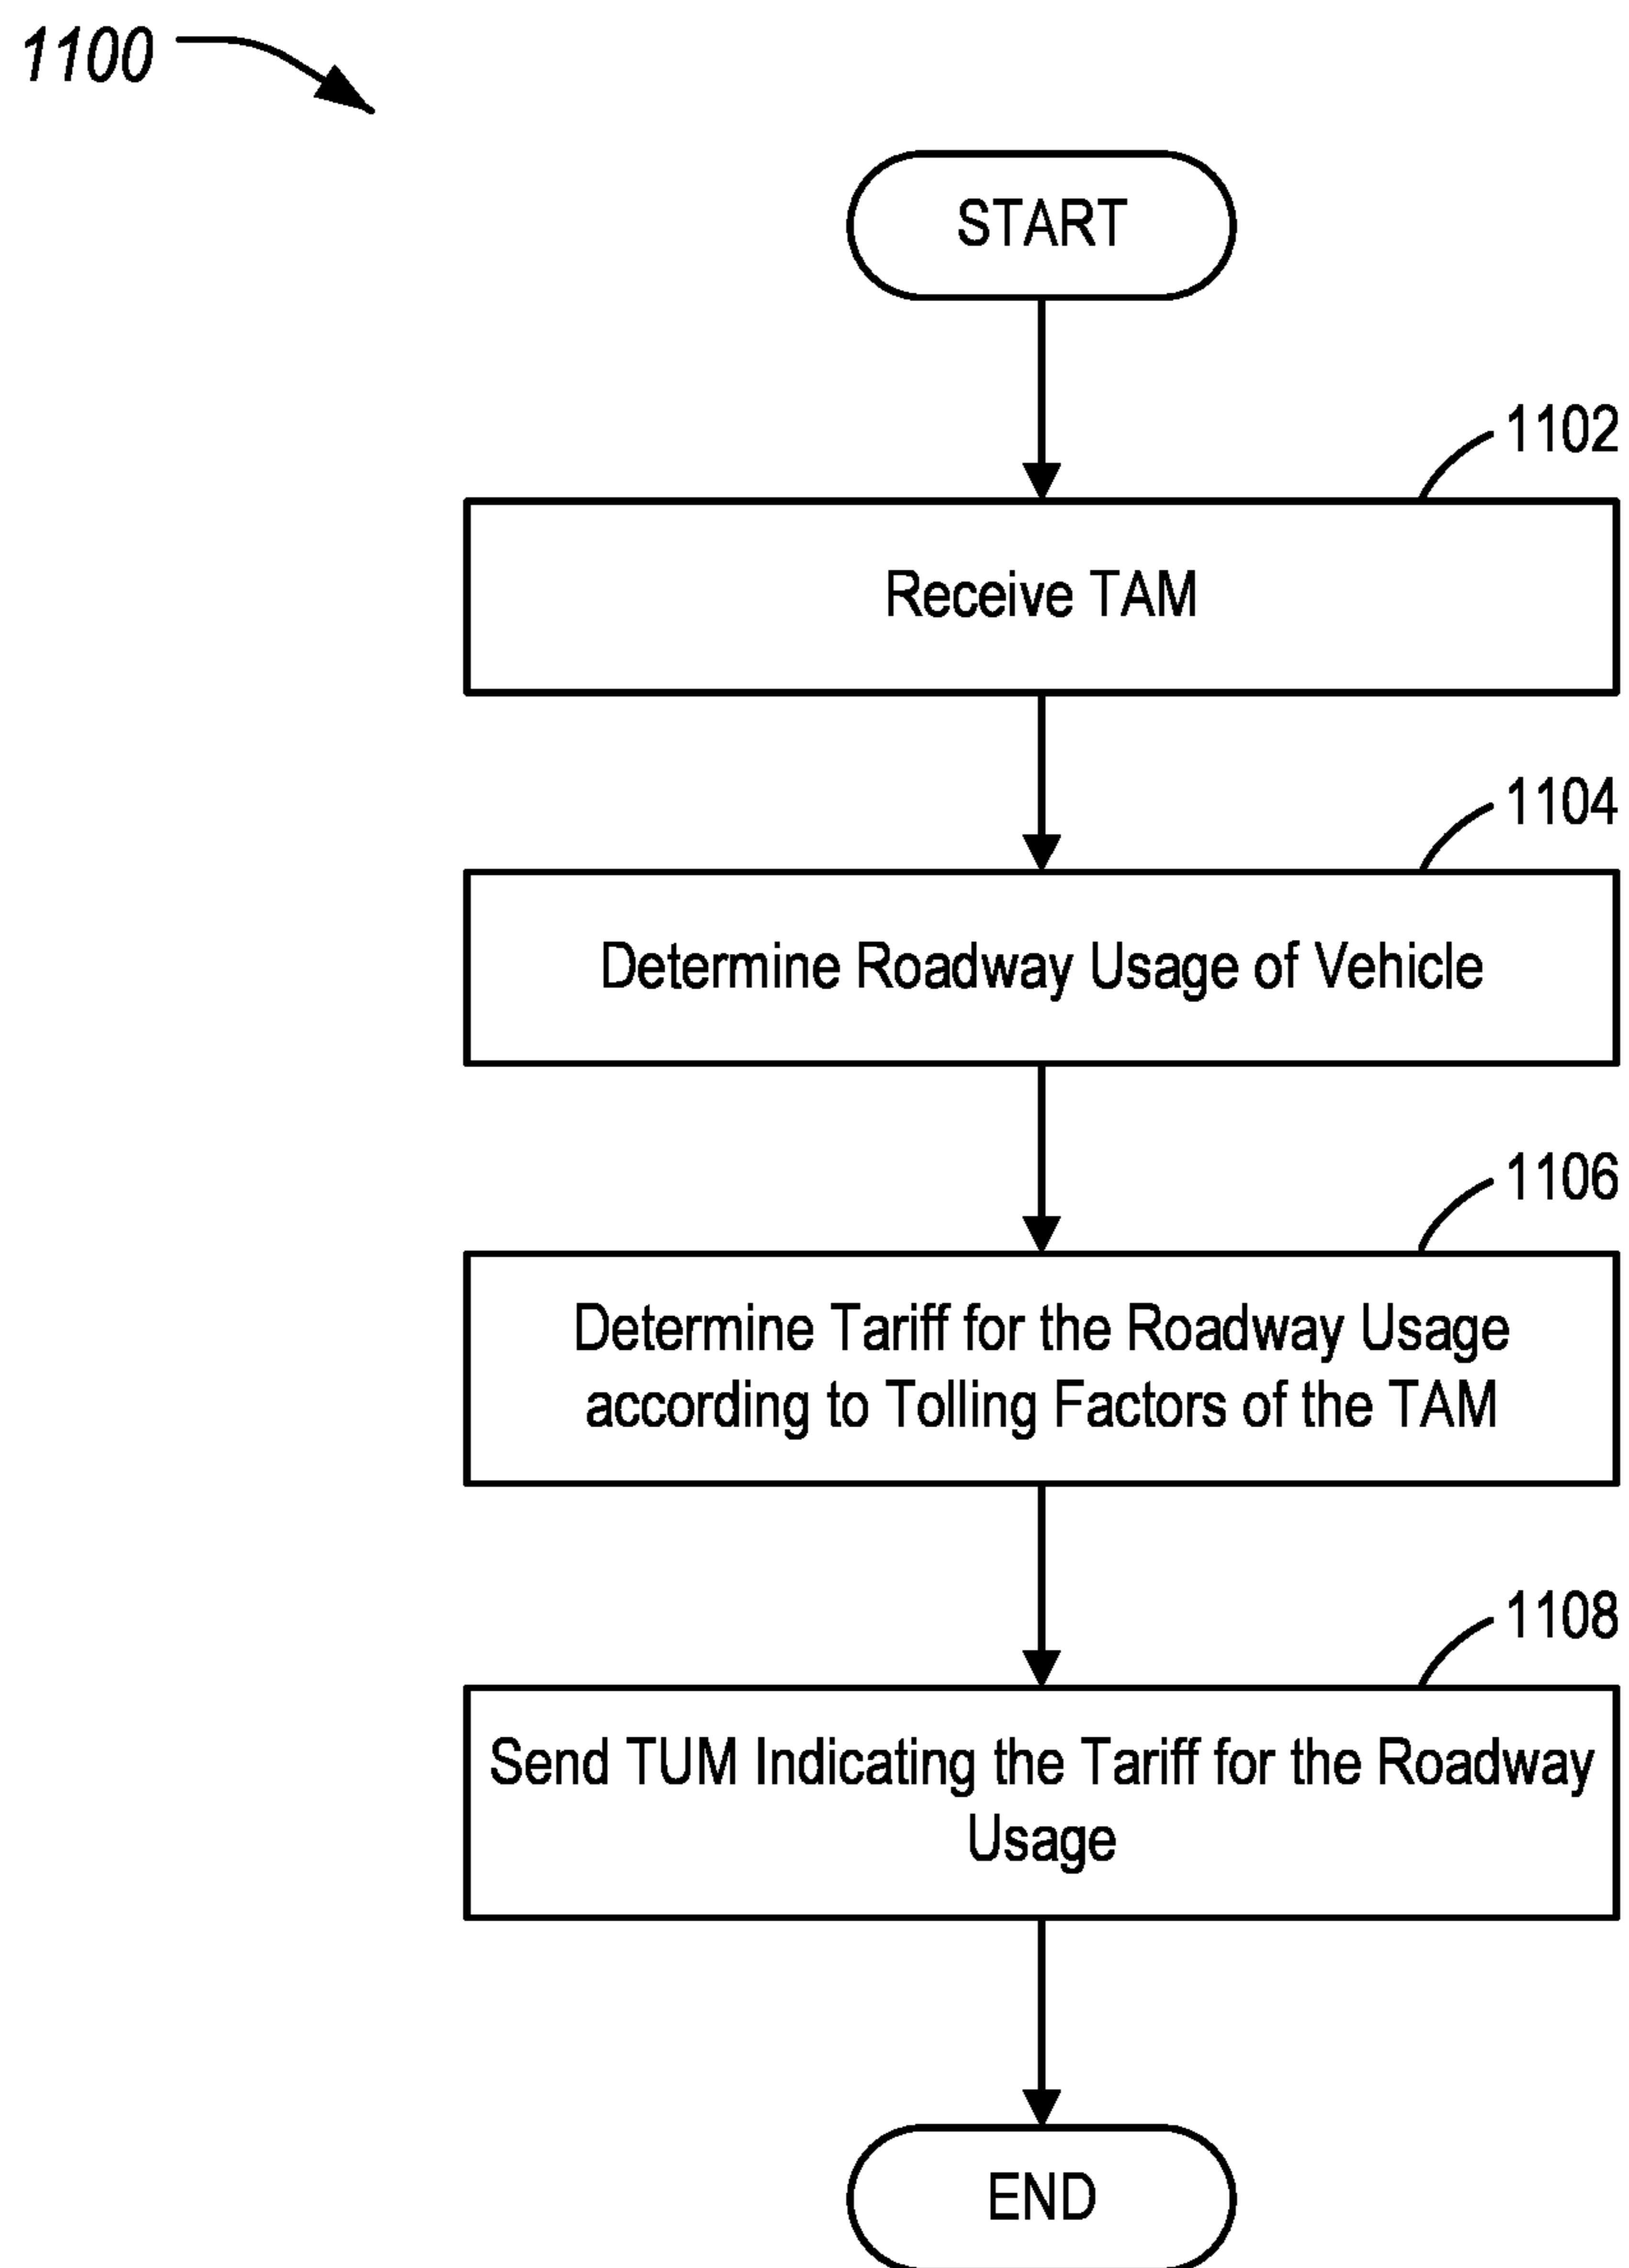 1100
START
1102
Receive TAM
1104
Determine Roadway Usage of Vehicle
1106
Determine Tariff for the Roadway Usage
according to Tolling Factors of the TAM
1108
Send TUM Indicating the Tariff for the Roadway
Usage
END